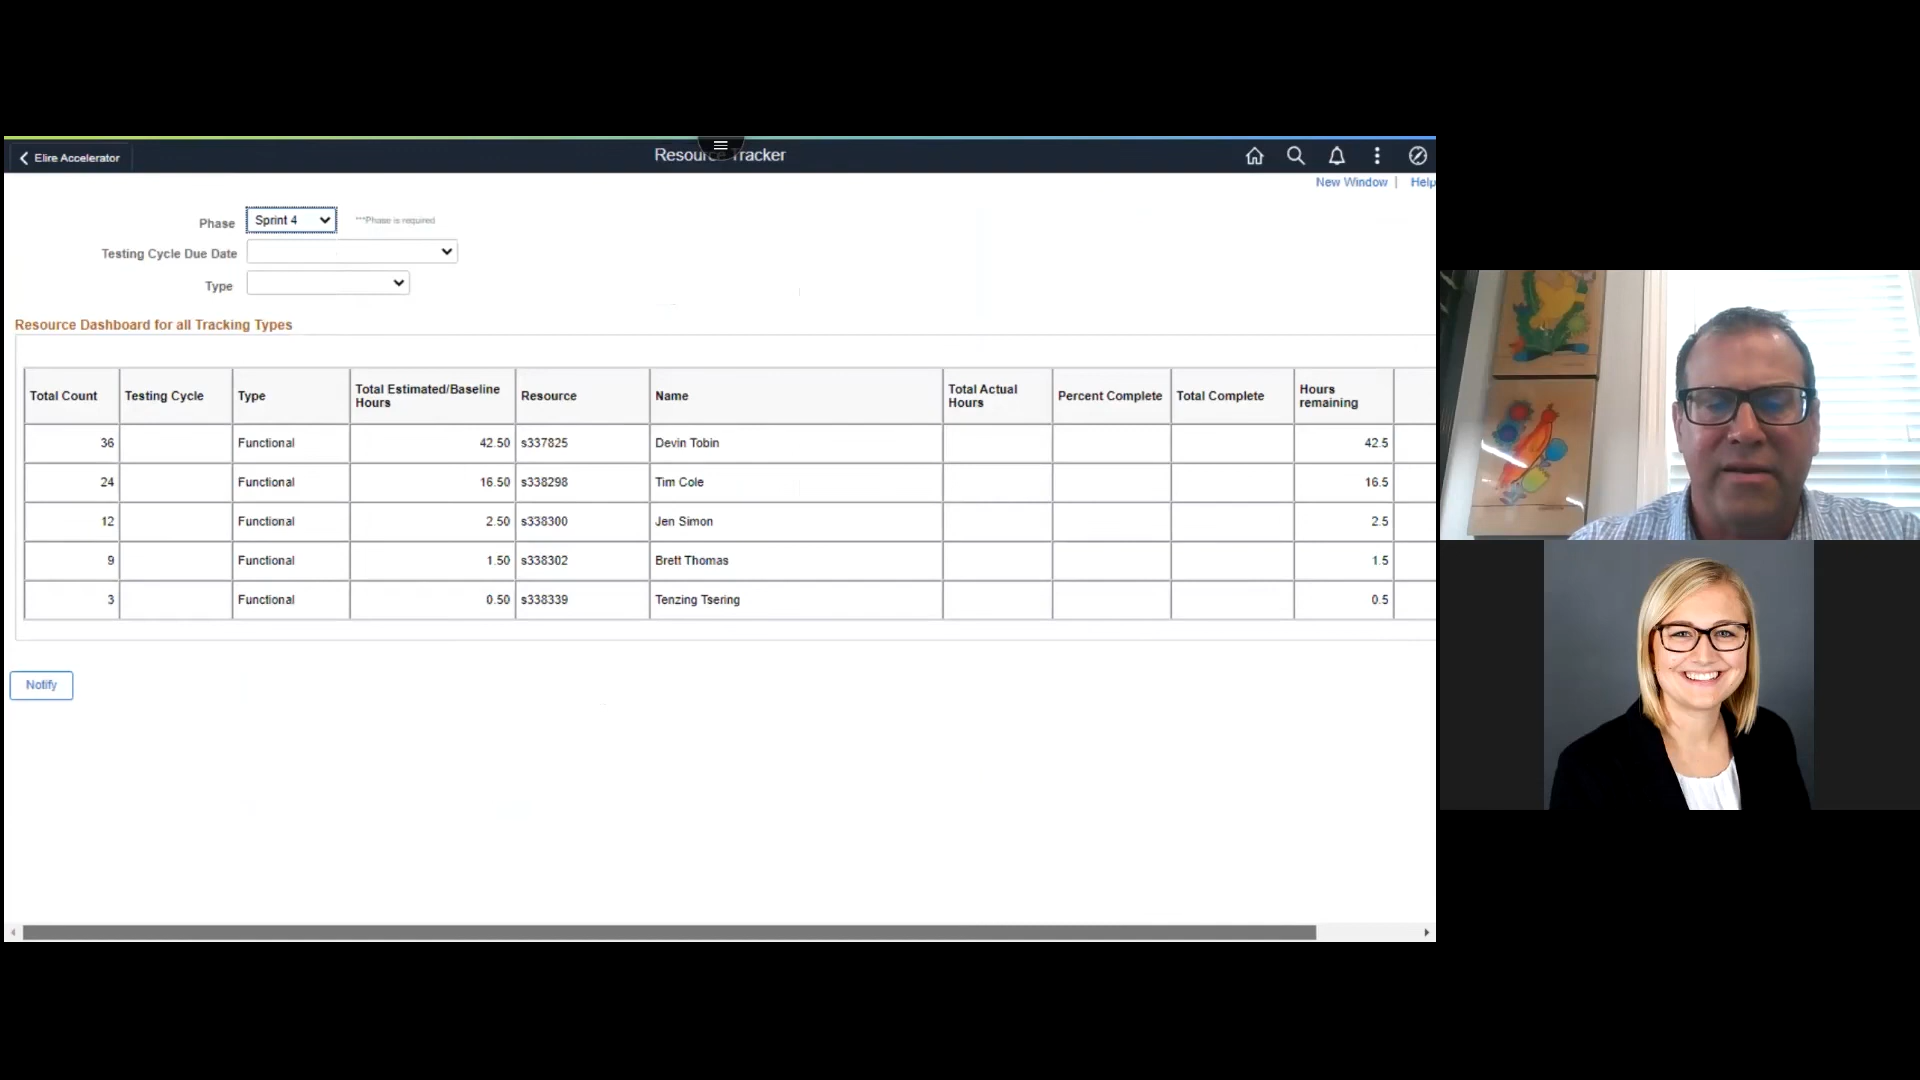 Elire Accelerator
Resource Tracker
New Window | Help
Phase Sprint 4 ***Phase is required
Testing Cycle Due Date
Type
Resource Dashboard for all Tracking Types
Total Count Testing Cycle Type Total Estimated/Baseline Hours Resource Name Total Actual Hours Percent Complete Total Complete Hours remaining
36 Functional 42.50 s337825 Devin Tobin 42.5
24 Functional 16.50 s338298 Tim Cole 16.5
12 Functional 2.50 s338300 Jen Simon 2.5
9 Functional 1.50 s338302 Brett Thomas 1.5
3 Functional 0.50 s338339 Tenzing Tsering 0.5
Notify